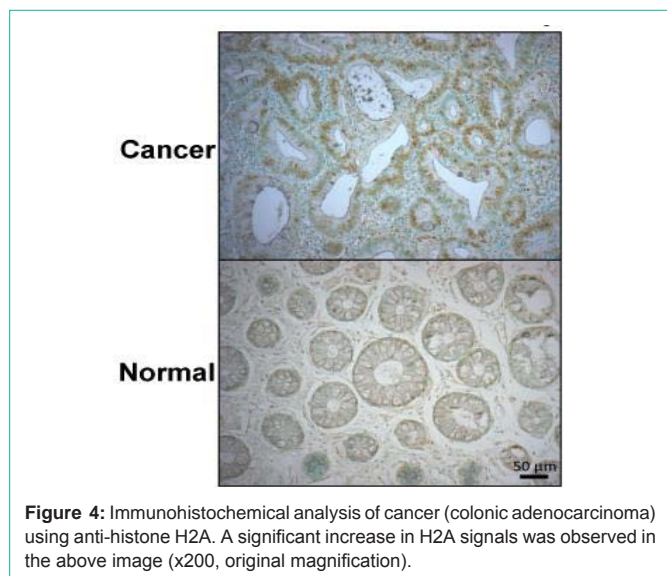 Cancer
Normal
50 µm
Figure 4: Immunohistochemical analysis of cancer (colonic adenocarcinoma)
using anti-histone H2A. A significant increase in H2A signals was observed in
the above image (x200, original magnification).